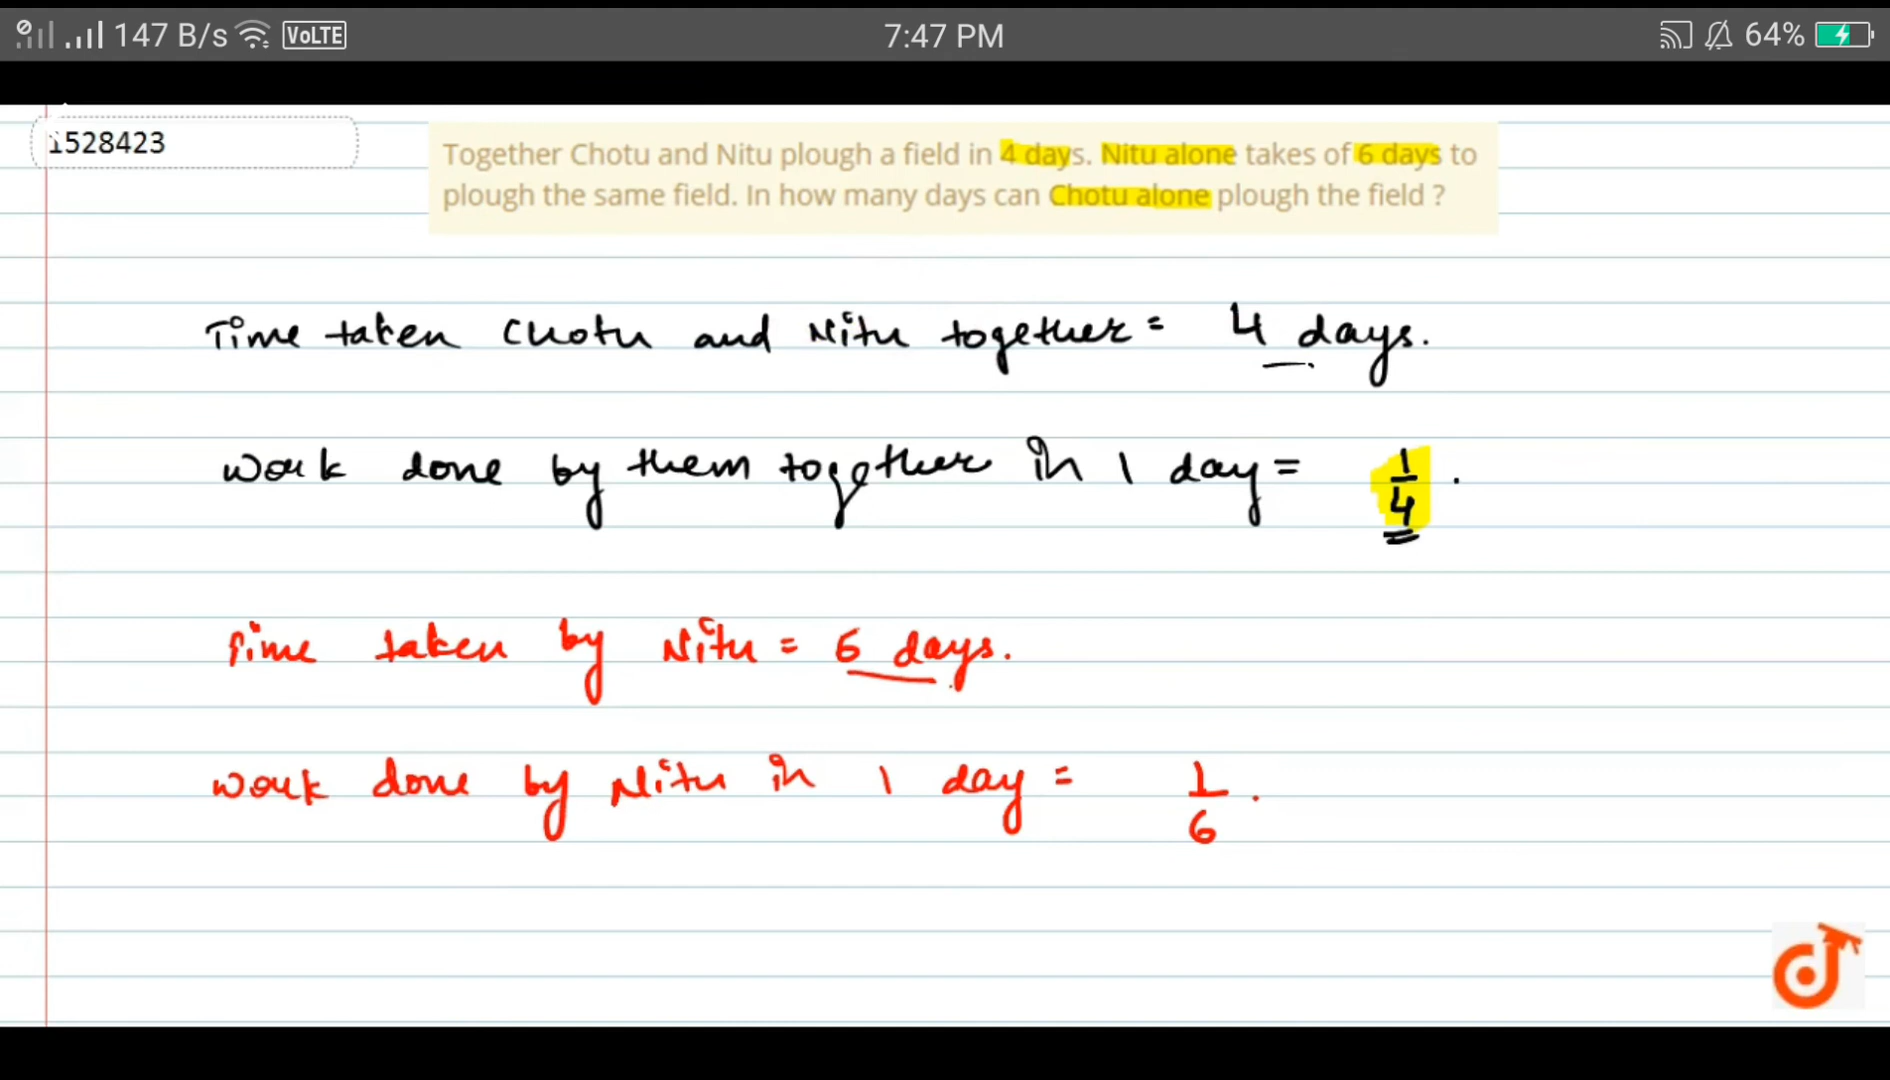 147 B/s VoLTE 7:47 PM 64%
1528423
Together Chotu and Nitu plough a field in 4 days. Nitu alone takes of 6 days to
plough the same field. In how many days can Chotu alone plough the field ?
Time taken Chotu and Nitu together = 4 days.
Work done by them together in 1 day = 1/4 .
Time taken by Nitu = 6 days.
Work done by Nitu in 1 day = 1/6 .